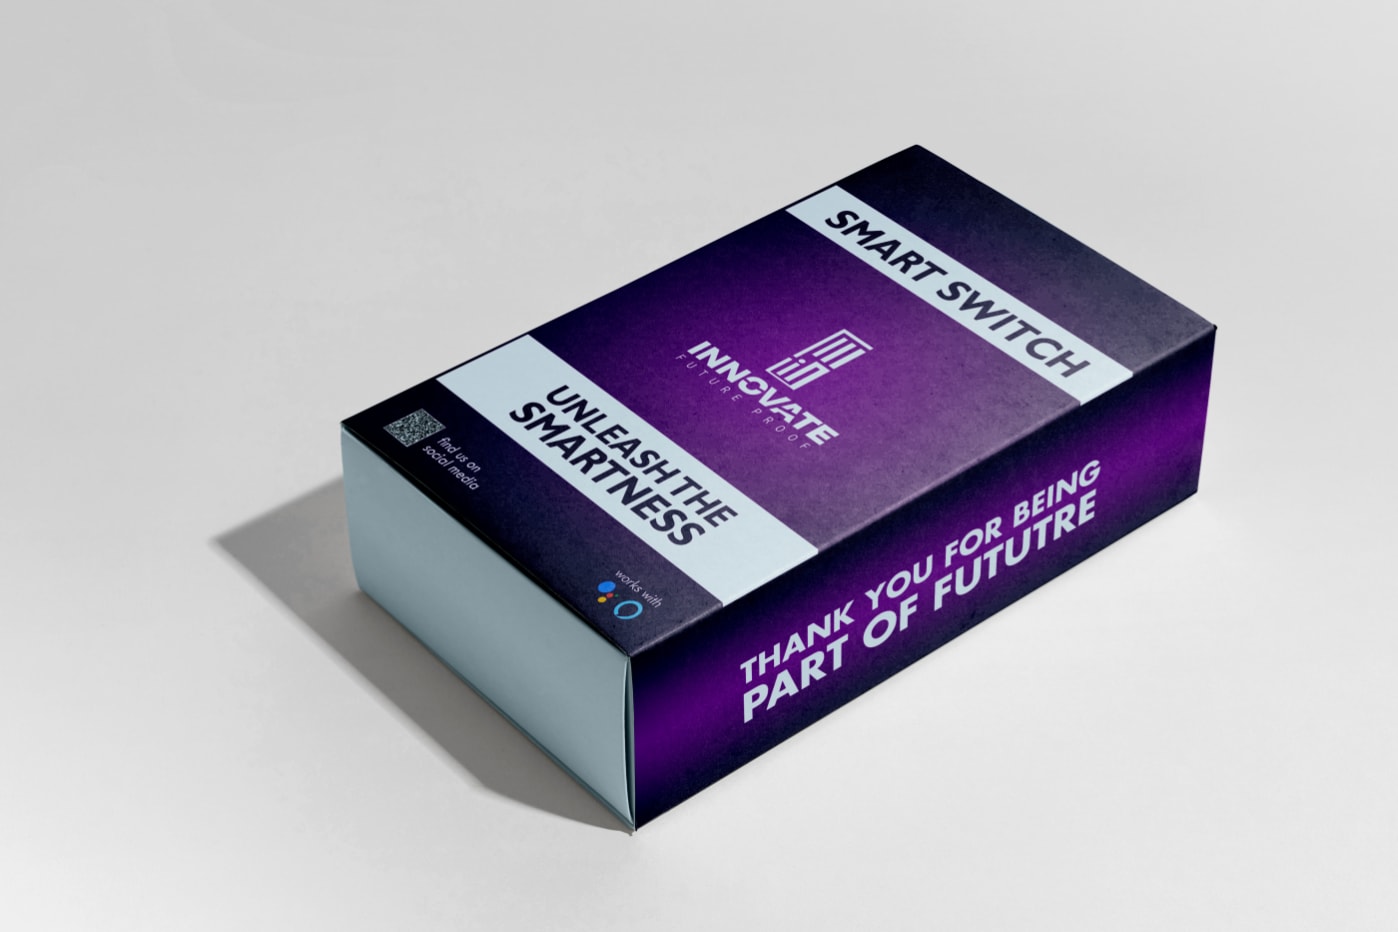 SMART SWITCH
INNOVATE
FUTURE PROOF
UNLEASH THE
SMARTNESS
find us on
social media
works with
THANK YOU FOR BEING
PART OF FUTUTRE